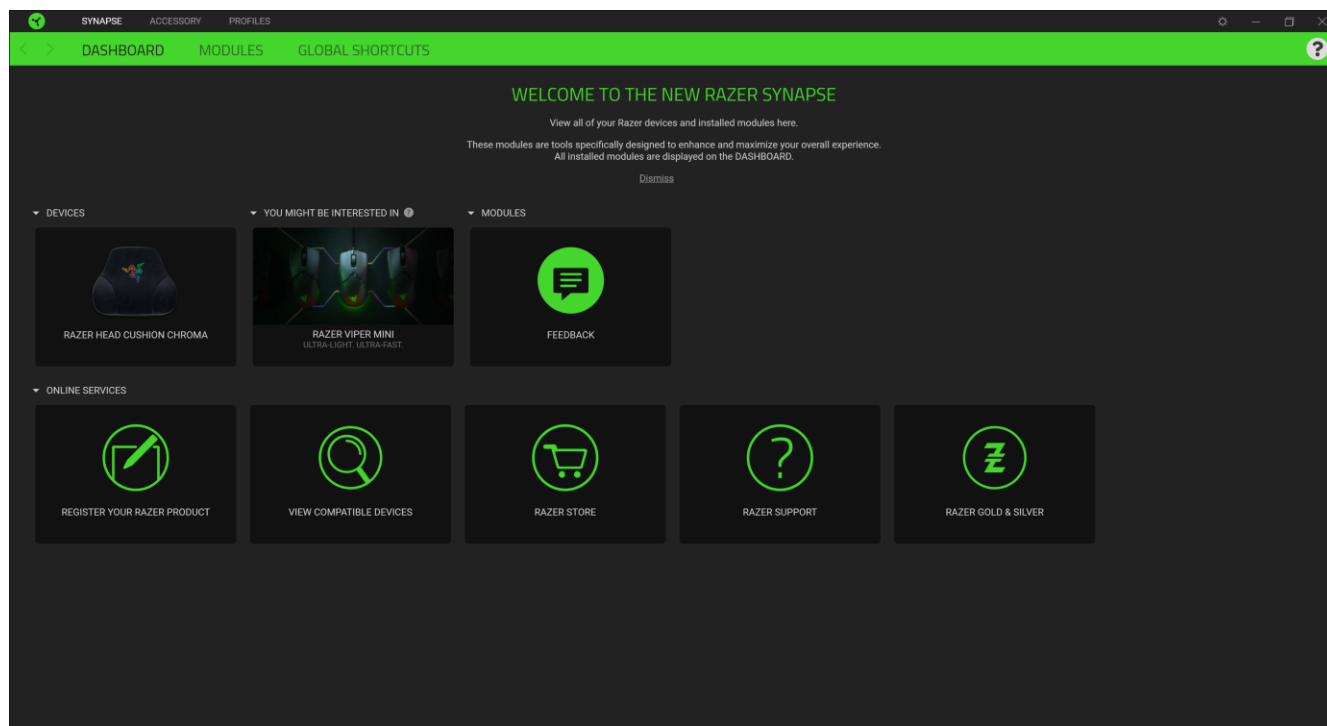 SYNAPSE ACCESSORY PROFILES
DASHBOARD MODULES GLOBAL SHORTCUTS ?
WELCOME TO THE NEW RAZER SYNAPSE
View all of your Razer devices and installed modules here.
These modules are tools specifically designed to enhance and maximize your overall experience.
All installed modules are displayed on the DASHBOARD.
Dismiss
DEVICES
YOU MIGHT BE INTERESTED IN ?
MODULES
RAZER HEAD CUSHION CHROMA
RAZER VIPER MINI
ULTRA-LIGHT. ULTRA-FAST.
FEEDBACK
ONLINE SERVICES
REGISTER YOUR RAZER PRODUCT
VIEW COMPATIBLE DEVICES
RAZER STORE
RAZER SUPPORT
RAZER GOLD & SILVER